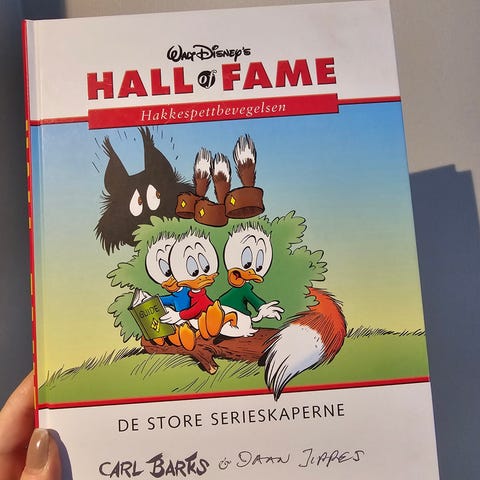 Walt Disney's
HALL of FAME
Hakkespettbevegelsen
GUIDE
DE STORE SERIESKAPERNE
CARL BARKS & DAAN JIPPES